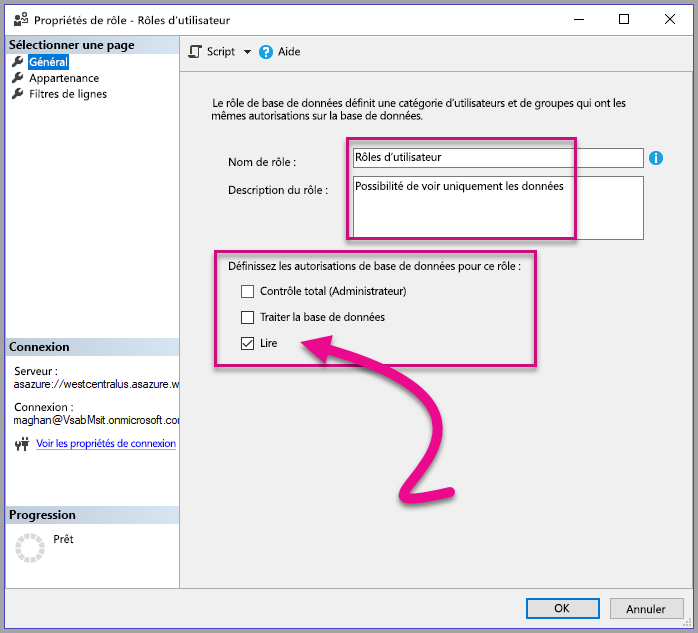 Propriétés de rôle - Rôles d'utilisateur
Sélectionner une page
Général
Appartenance
Filtres de lignes
Script
Aide
Le rôle de base de données définit une catégorie d'utilisateurs et de groupes qui ont les
mêmes autorisations sur la base de données.
Nom de rôle :
Rôles d'utilisateur
Description du rôle :
Possibilité de voir uniquement les données
Définissez les autorisations de base de données pour ce rôle :
Contrôle total (Administrateur)
Traiter la base de données
Lire
Connexion
Serveur :
asazure://westcentralus.asazure.w
Connexion :
maghan@VsabMsit.onmicrosoft.co
Voir les propriétés de connexion
Progression
Prêt
OK
Annuler